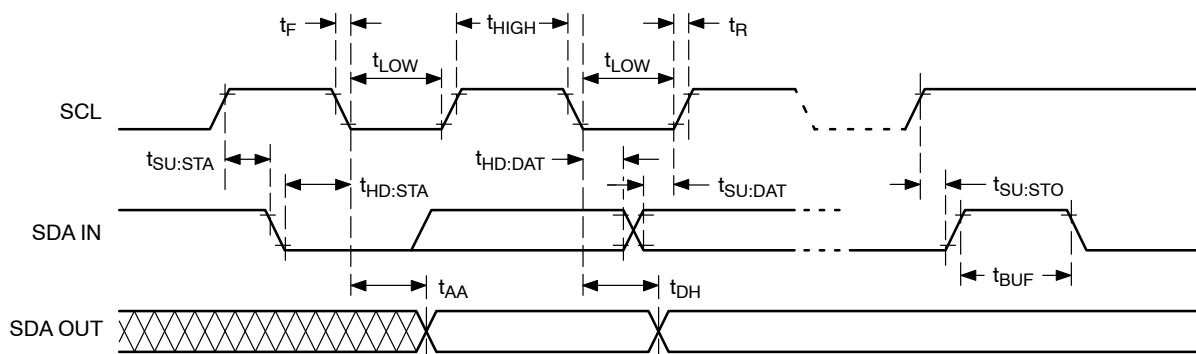 tF tHIGH tR
tLOW tLOW
SCL
tSU:STA tHD:STA tHD:DAT tSU:DAT tSU:STO
SDA IN
tAA tDH tBUF
SDA OUT